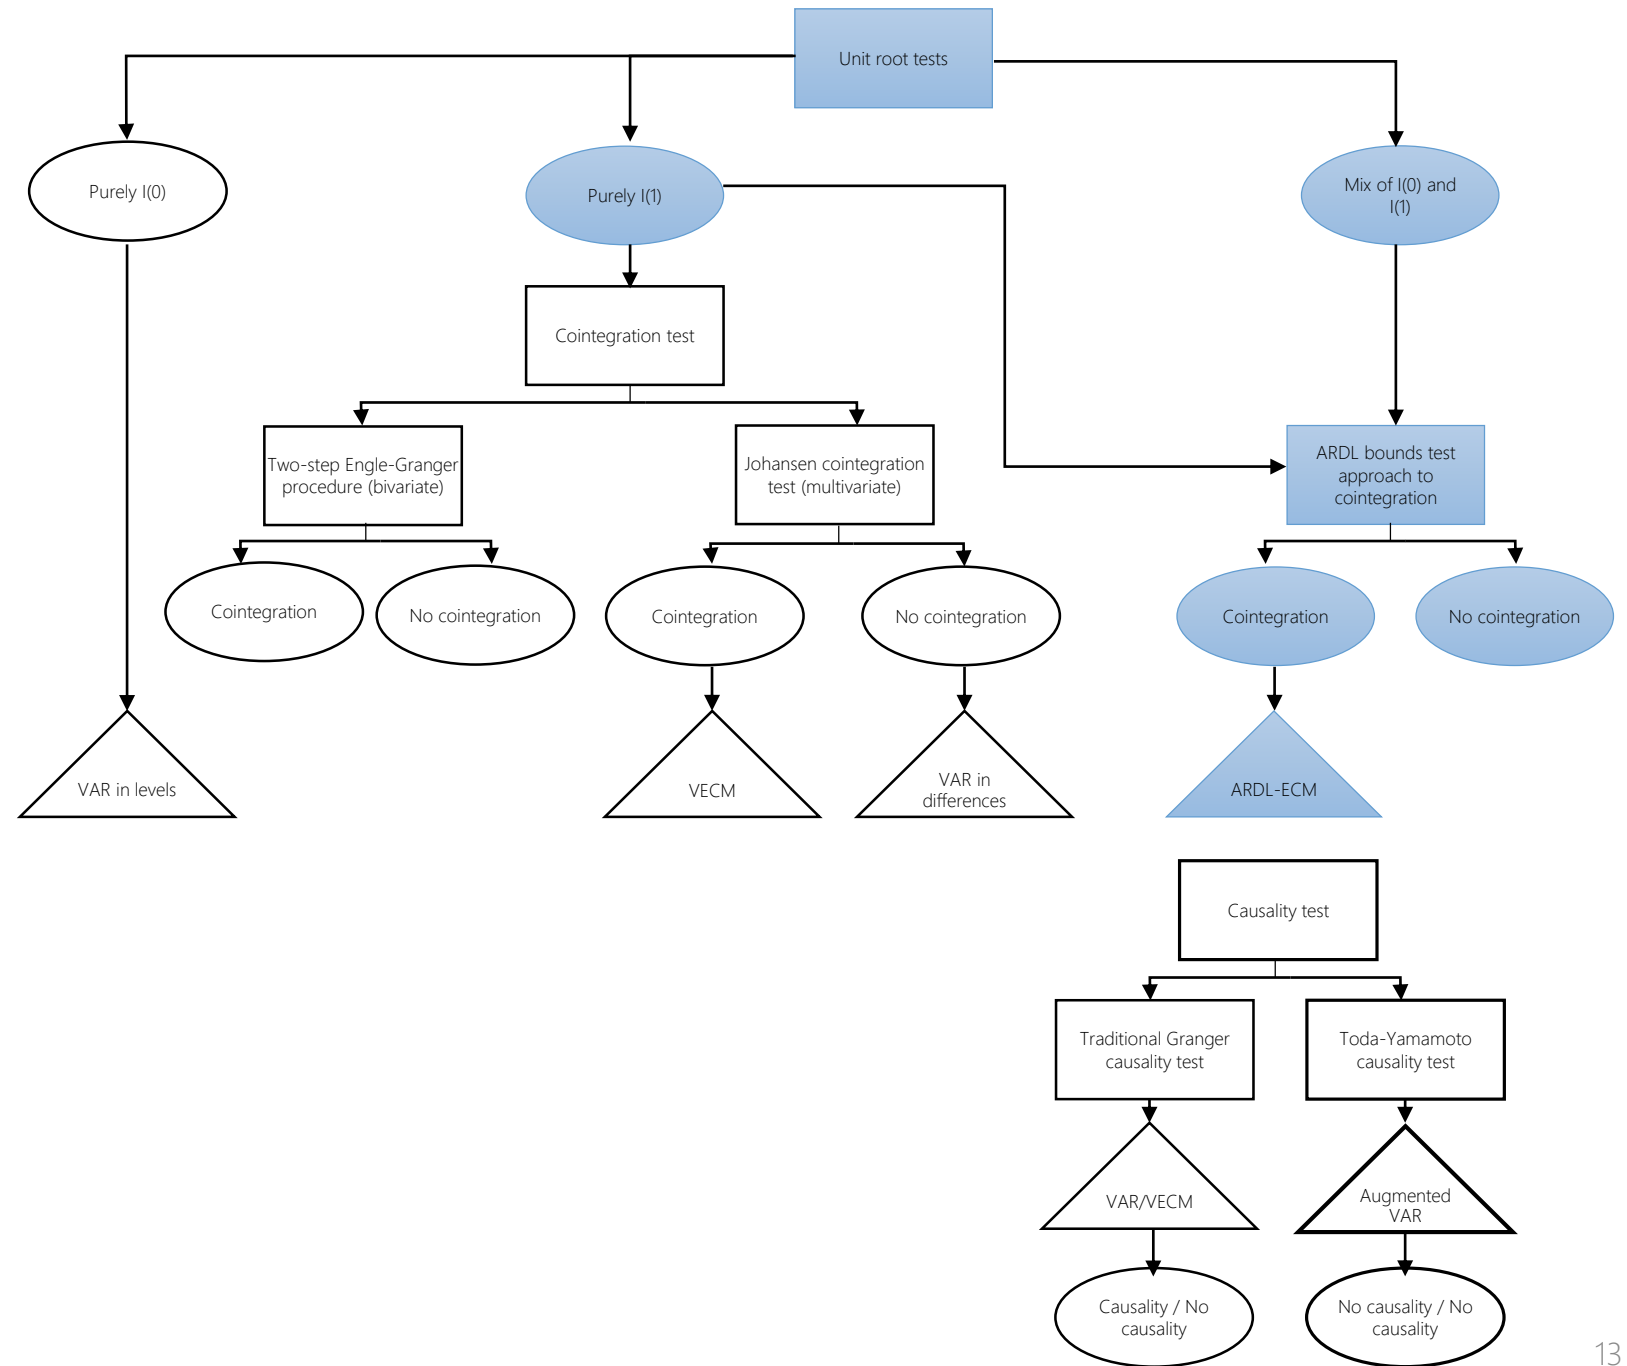 Unit root tests
Purely I(0)
Purely I(1)
Mix of I(0) and
I(1)
Cointegration test
Two-step Engle-Granger
procedure (bivariate)
Johansen cointegration
test (multivariate)
ARDL bounds test
approach to
cointegration
Cointegration
No cointegration
Cointegration
No cointegration
Cointegration
No cointegration
VAR in levels
VECM
VAR in
differences
ARDL-ECM
Causality test
Traditional Granger
causality test
Toda-Yamamoto
causality test
VAR/VECM
Augmented
VAR
Causality / No
causality
No causality / No
causality
13